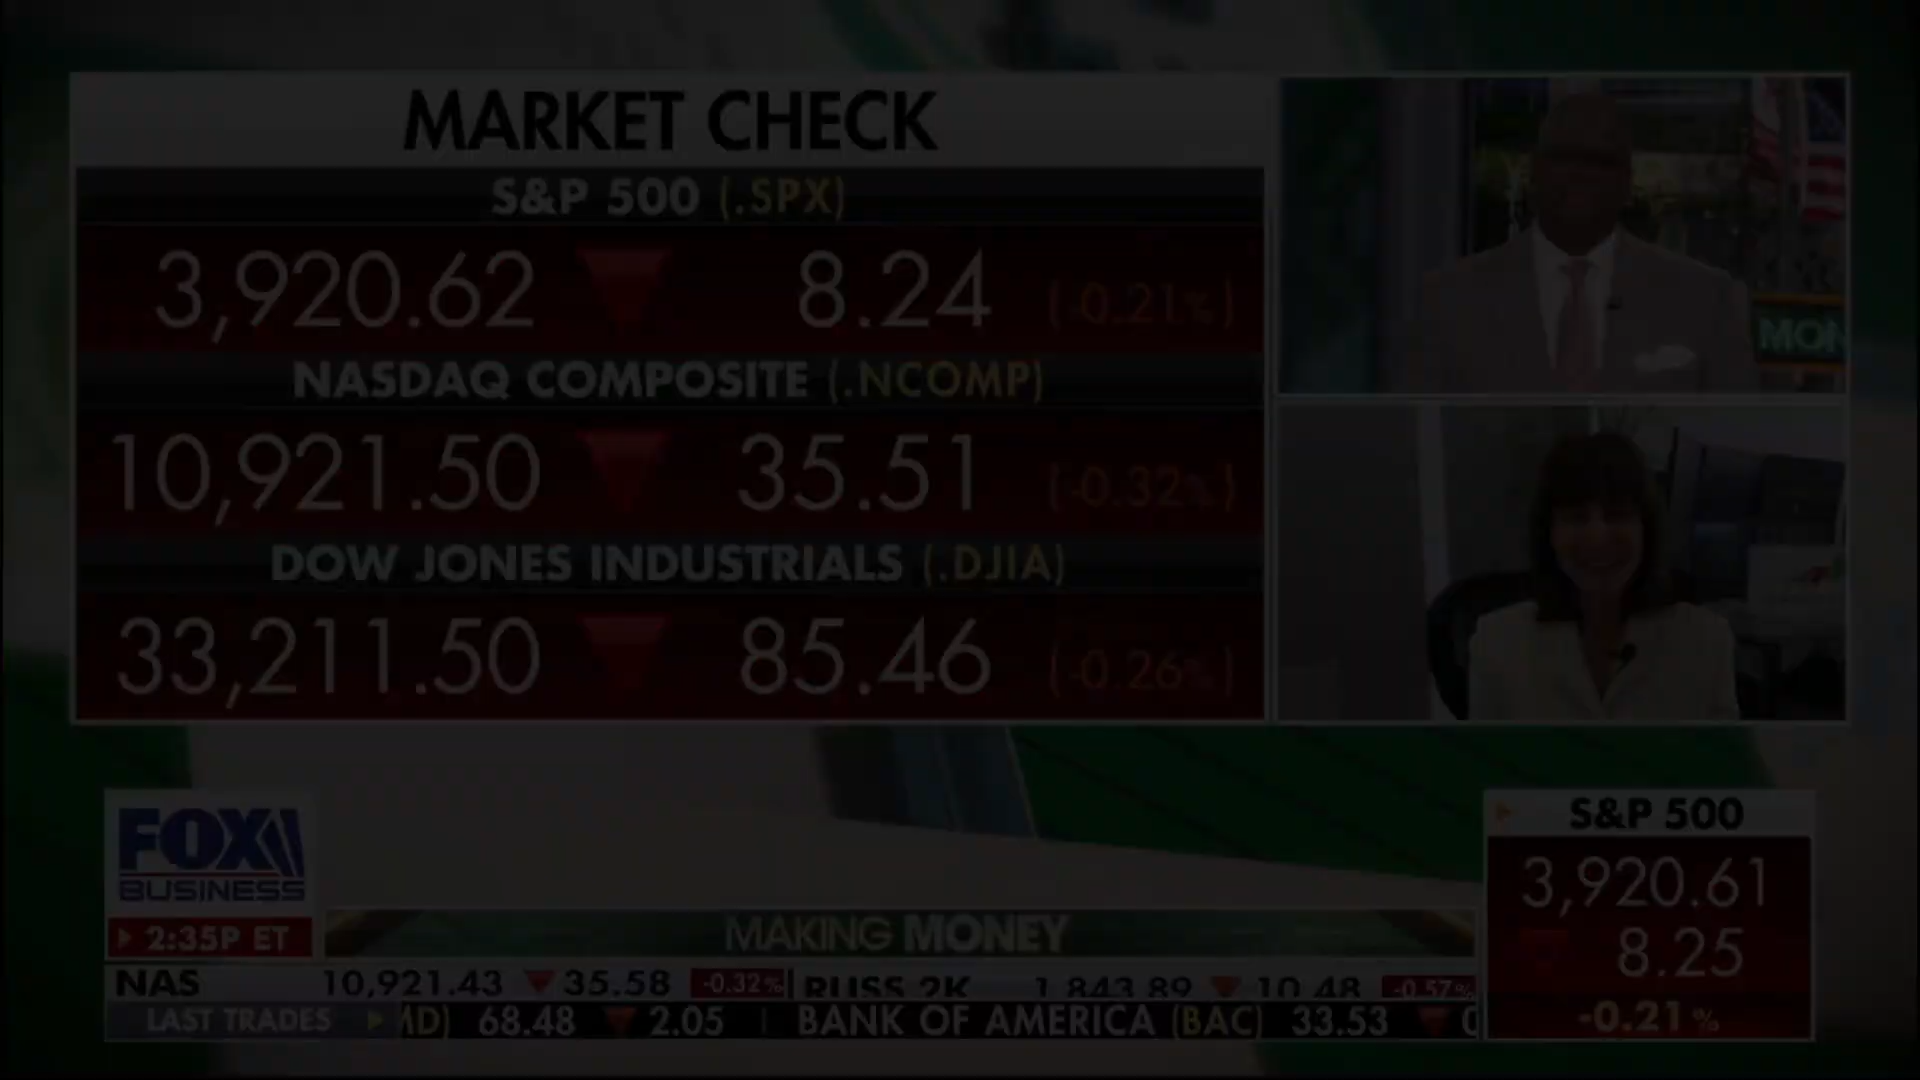 MARKET CHECK
S&P 500 (.SPX)
3,920.62 ▼ 8.24 (-0.21%)
NASDAQ COMPOSITE (.NCOMP)
10,921.50 ▼ 35.51 (-0.32%)
DOW JONES INDUSTRIALS (.DJIA)
33,211.50 ▼ 85.46 (-0.26%)
MON
FOX
BUSINESS
2:35P ET
MAKING MONEY
S&P 500
3,920.61
8.25
-0.21%
NAS 10,921.43 ▼ 35.58 -0.32% RUSS 2K 1,843.89 ▼ 10.48 -0.57%
LAST TRADES MD) 68.48 ▼ 2.05 BANK OF AMERICA (BAC) 33.53 ▼ 0